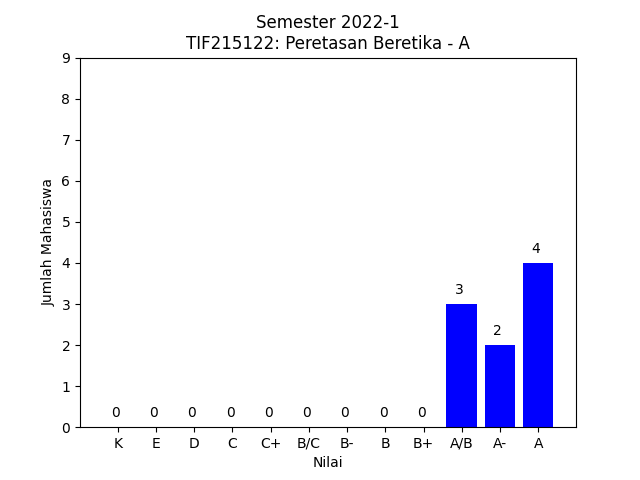 Semester 2022-1
TIF215122: Peretasan Beretika - A
Jumlah Mahasiswa
9
8
7
6
5
4
3
2
1
0
0 0 0 0 0 0 0 0 0 3 2 4
K E D C C+ B/C B- B B+ A/B A- A
Nilai